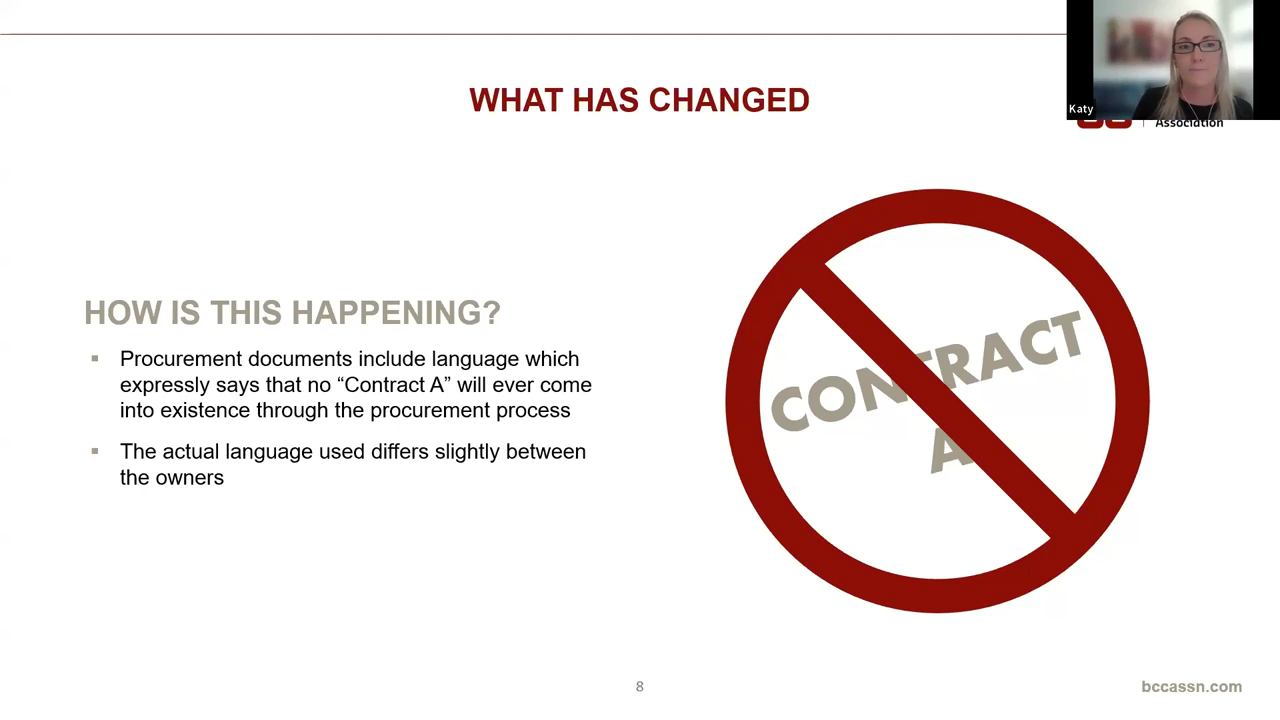 WHAT HAS CHANGED
Katy
Association
HOW IS THIS HAPPENING?
▪ Procurement documents include language which
expressly says that no “Contract A” will ever come
into existence through the procurement process
▪ The actual language used differs slightly between
the owners
CONTRACT
A
8
bccassn.com